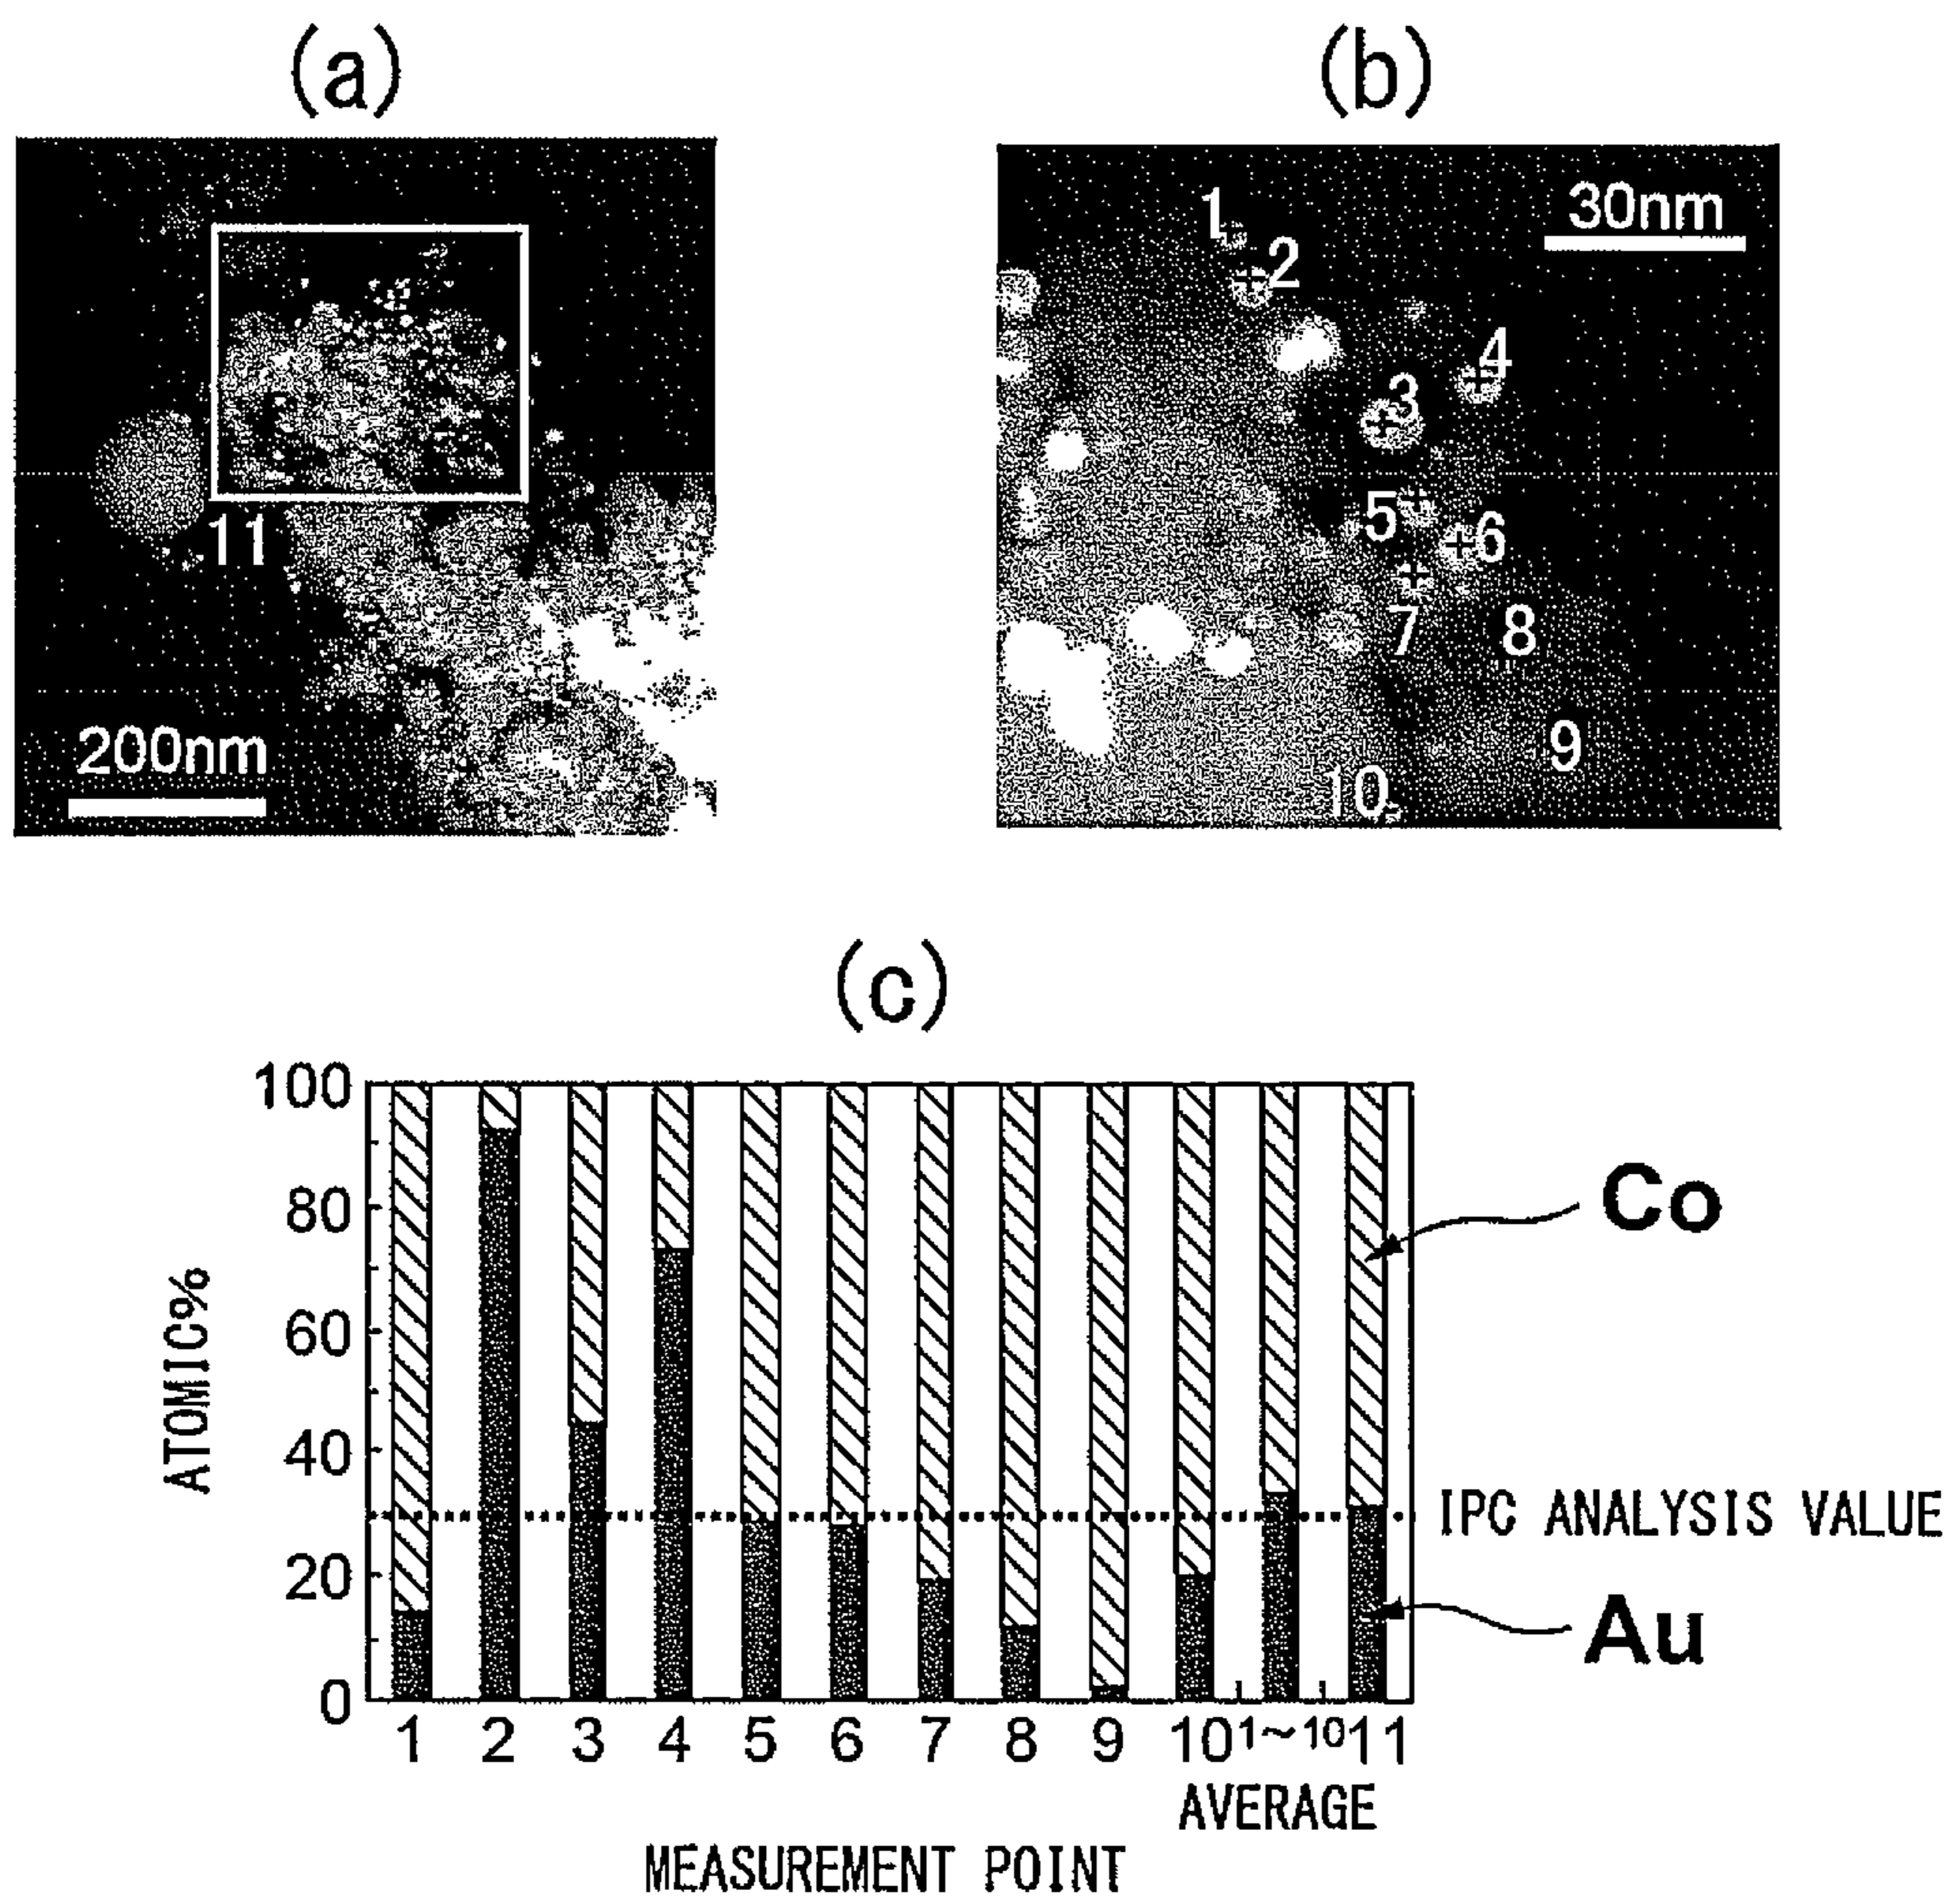 (a)
(b)
11
200nm
30nm
1
2
3
4
5
6
7
8
9
10
(c)
ATOMIC%
100
80
60
40
20
0
Co
IPC ANALYSIS VALUE
Au
1 2 3 4 5 6 7 8 9 10 1~10 11
AVERAGE
MEASUREMENT POINT